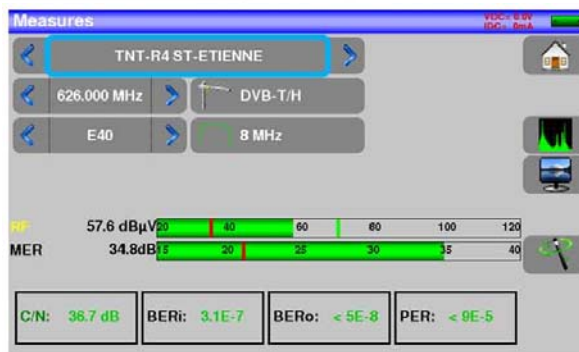 Measures
VDC: 0.0V
IDC: 0mA
TNT-R4 ST-ETIENNE
626.000 MHz
DVB-T/H
E40
8 MHz
RF 57.6 dBµV 20 40 60 80 100 120
MER 34.8dB 15 20 25 30 35 40
C/N: 36.7 dB BERi: 3.1E-7 BERo: < 5E-8 PER: < 9E-5